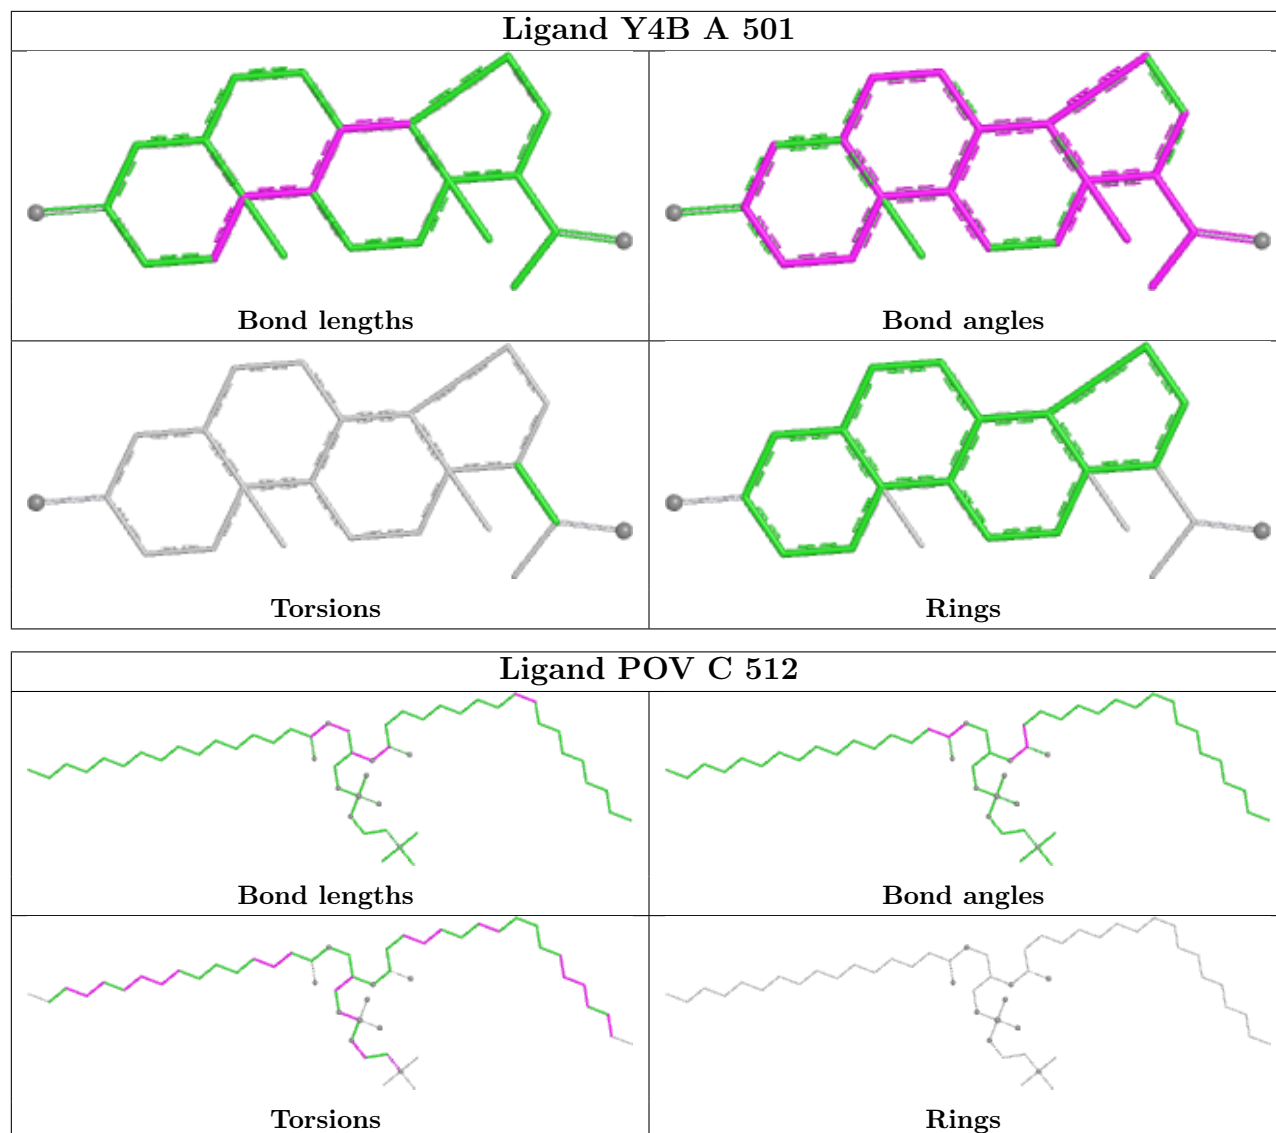 Ligand Y4B A 501
Bond lengths
Bond angles
Torsions
Rings
Ligand POV C 512
Bond lengths
Bond angles
Torsions
Rings